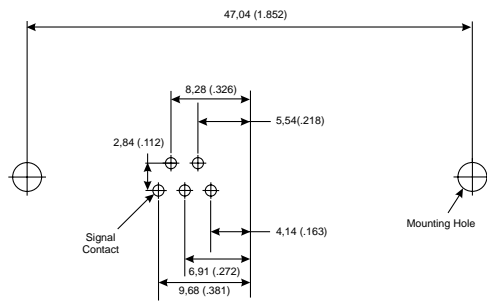 47,04 (1.852)
8,28 (.326)
5,54(.218)
2,84 (.112)
Signal
Contact
Mounting Hole
4,14 (.163)
6,91 (.272)
9,68 (.381)